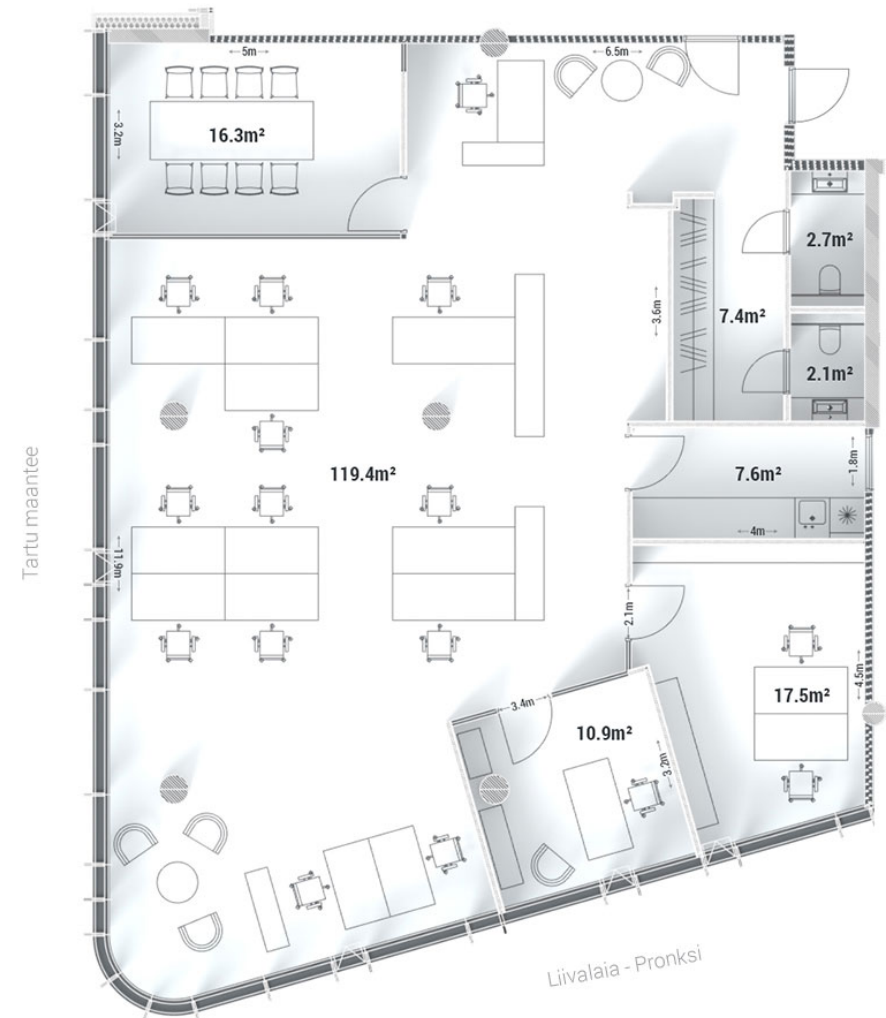 5m
6.5m
3.2m
16.3m²
2.7m²
3.6m
7.4m²
2.1m²
Tartu maantee
119.4m²
7.6m²
1.8m
4m
11.9m
2.1m
4.5m
17.5m²
3.4m
10.9m²
3.2m
Liivalaia - Pronksi